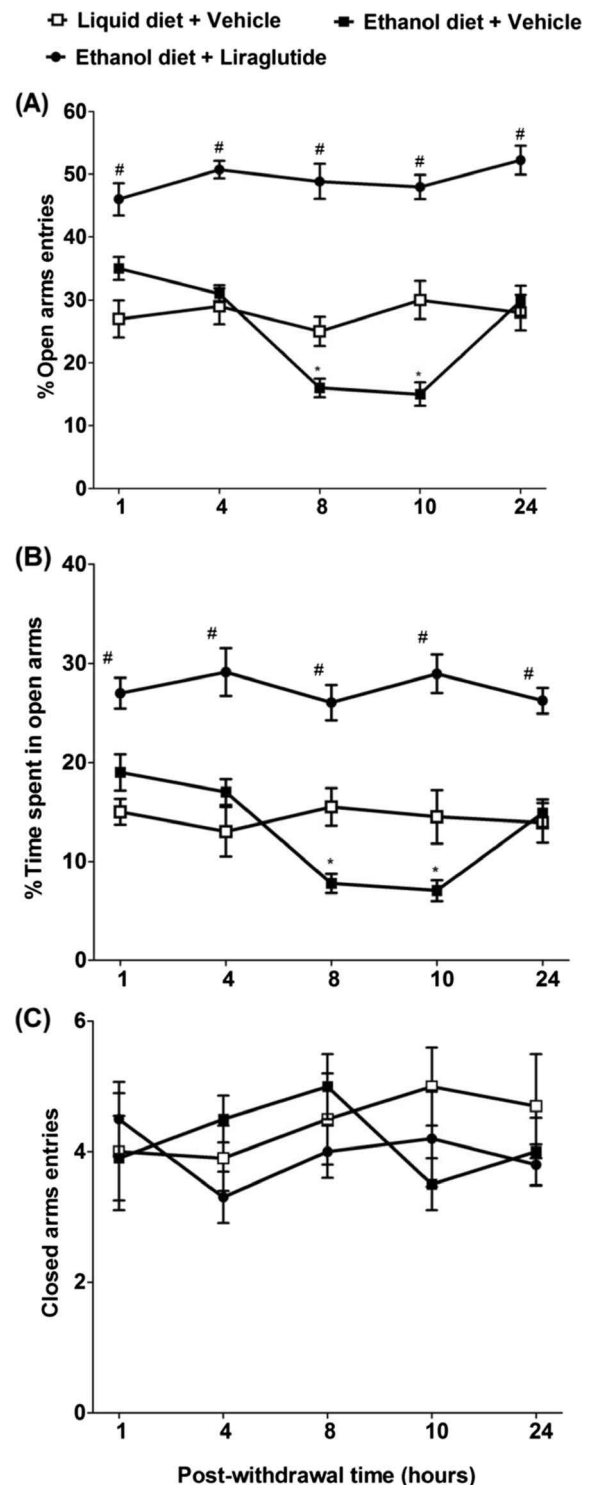 Liquid diet + Vehicle
Ethanol diet + Vehicle
Ethanol diet + Liraglutide
(A)
60
50
40
30
20
10
0
%Open arms entries
# # # # #
* *
1 4 8 10 24
(B)
40
30
20
10
0
%Time spent in open arms
# # # # #
* *
1 4 8 10 24
(C)
6
4
2
0
Closed arms entries
1 4 8 10 24
Post-withdrawal time (hours)